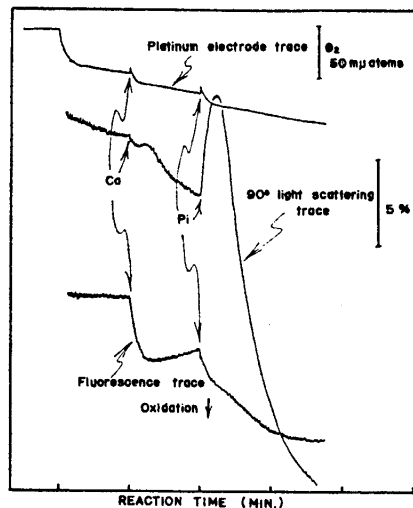 Platinum electrode trace
O₂
50 mµ atoms
Ca
Pi
90° light scattering
trace
5 %
Fluorescence trace
Oxidation
REACTION TIME (MIN.)